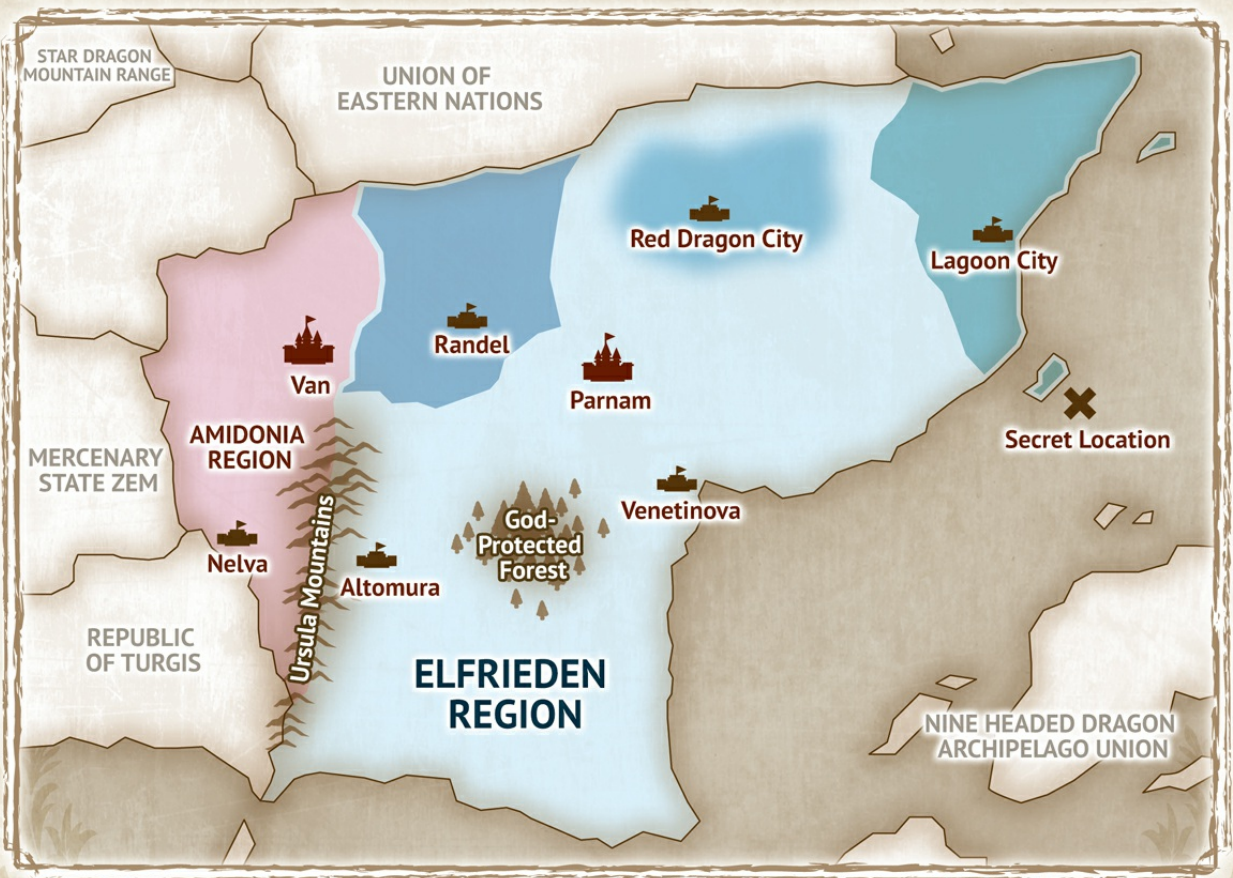 STAR DRAGON
MOUNTAIN RANGE
UNION OF
EASTERN NATIONS
Red Dragon City
Lagoon City
Randel
Van
Parnam
AMIDONIA
REGION
MERCENARY
STATE ZEM
Secret Location
Venetinova
God-
Protected
Forest
Nelva
Ursula Mountains
Altomura
REPUBLIC
OF TURGIS
ELFRIEDEN
REGION
NINE HEADED DRAGON
ARCHIPELAGO UNION